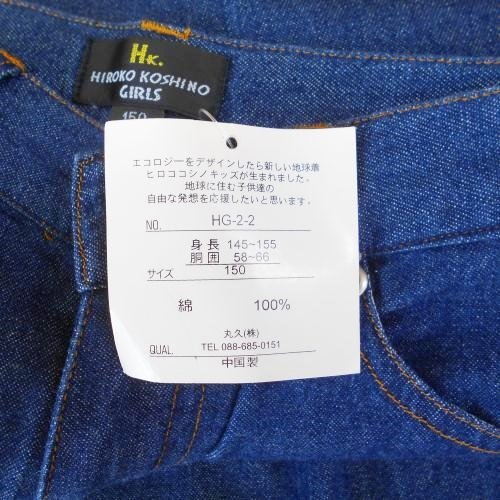 HK.
HIROKO KOSHINO
GIRLS
150
エコロジーをデザインしたら新しい地球着
ヒロココシノキッズが生まれました。
地球に住む子供達の
自由な発想を応援したいと思います。
NO. HG-2-2
身長 145~155
胴囲 58~66
サイズ 150
綿 100%
丸久(株)
QUAL. TEL 088-685-0151
中国製